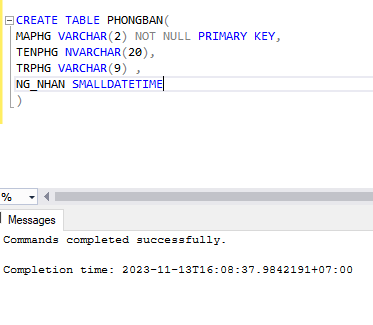 CREATE TABLE PHONGBAN(
MAPHG VARCHAR(2) NOT NULL PRIMARY KEY,
TENPHG NVARCHAR(20),
TRPHG VARCHAR(9) ,
NG_NHAN SMALLDATETIME
)
%
Messages
Commands completed successfully.
Completion time: 2023-11-13T16:08:37.9842191+07:00